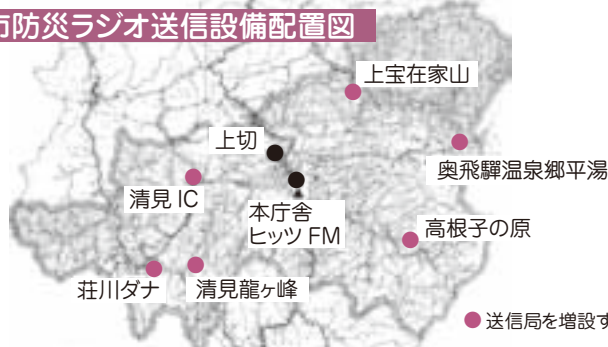 市防災ラジオ送信設備配置図
上宝在家山
上切
奥飛驒温泉郷平湯
清見 IC
本庁舎
ヒッツ FM
高根子の原
荘川ダナ
清見龍ヶ峰
送信局を増設す